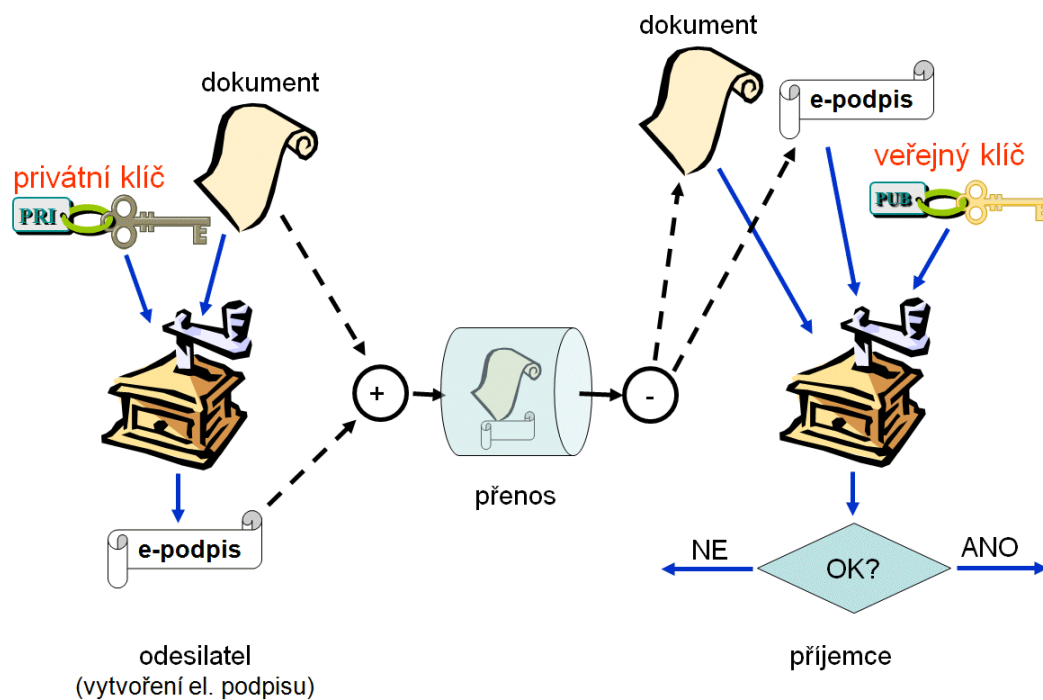 dokument
privátní klíč
PRI
+
e-podpis
odesilatel
(vytvoření el. podpisu)
přenos
-
dokument
e-podpis
veřejný klíč
PUB
OK?
NE
ANO
příjemce